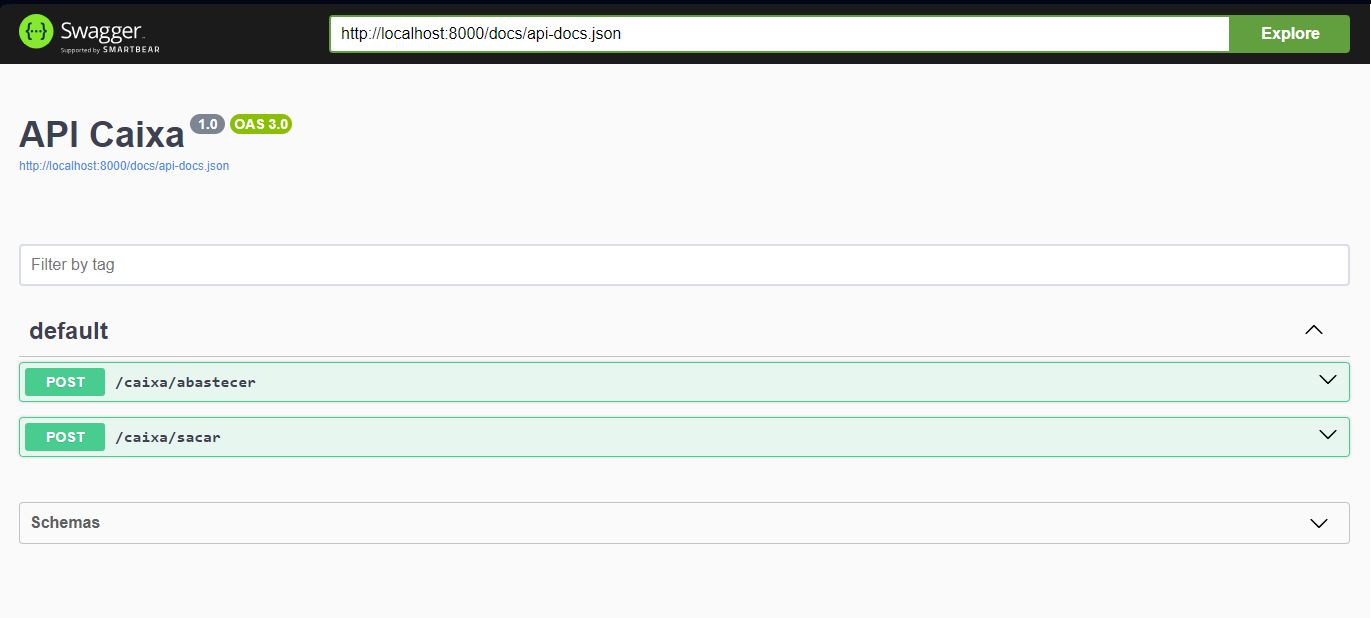 Swagger
Supported by SMARTBEAR
http://localhost:8000/docs/api-docs.json
Explore
API Caixa 1.0 OAS 3.0
http://localhost:8000/docs/api-docs.json
Filter by tag
default
POST /caixa/abastecer
POST /caixa/sacar
Schemas